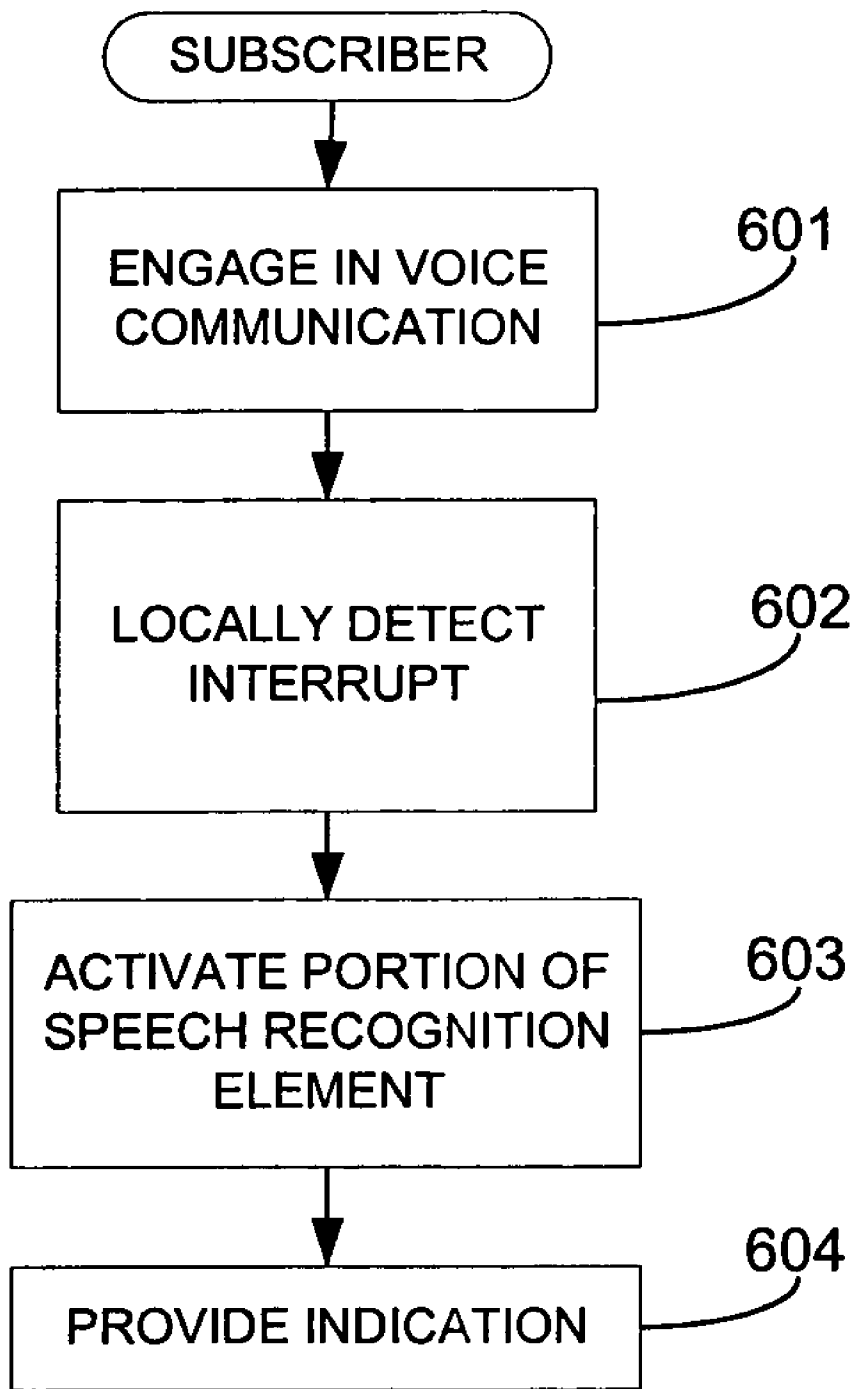 SUBSCRIBER
ENGAGE IN VOICE
COMMUNICATION
601
LOCALLY DETECT
INTERRUPT
602
ACTIVATE PORTION OF
SPEECH RECOGNITION
ELEMENT
603
PROVIDE INDICATION
604